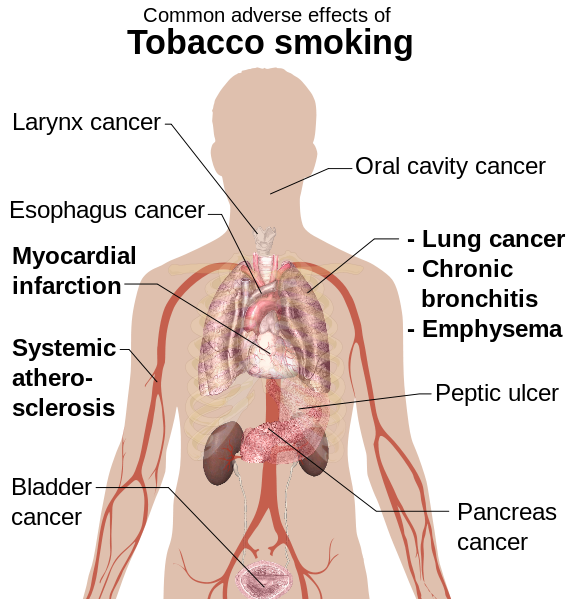 Common adverse effects of
Tobacco smoking
Larynx cancer
Oral cavity cancer
Esophagus cancer
Myocardial
infarction
- Lung cancer
- Chronic
bronchitis
- Emphysema
Systemic
athero-
sclerosis
Peptic ulcer
Bladder
cancer
Pancreas
cancer